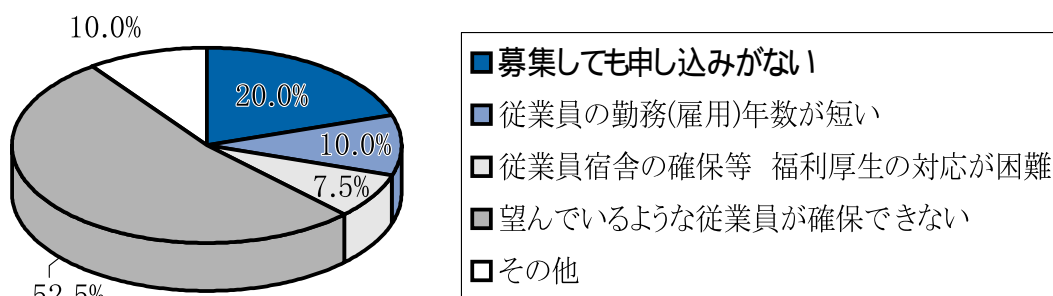 10.0%
20.0%
10.0%
7.5%
52.5%
募集しても申し込みがない
従業員の勤務(雇用)年数が短い
従業員宿舎の確保等　福利厚生の対応が困難
望んでいるような従業員が確保できない
その他